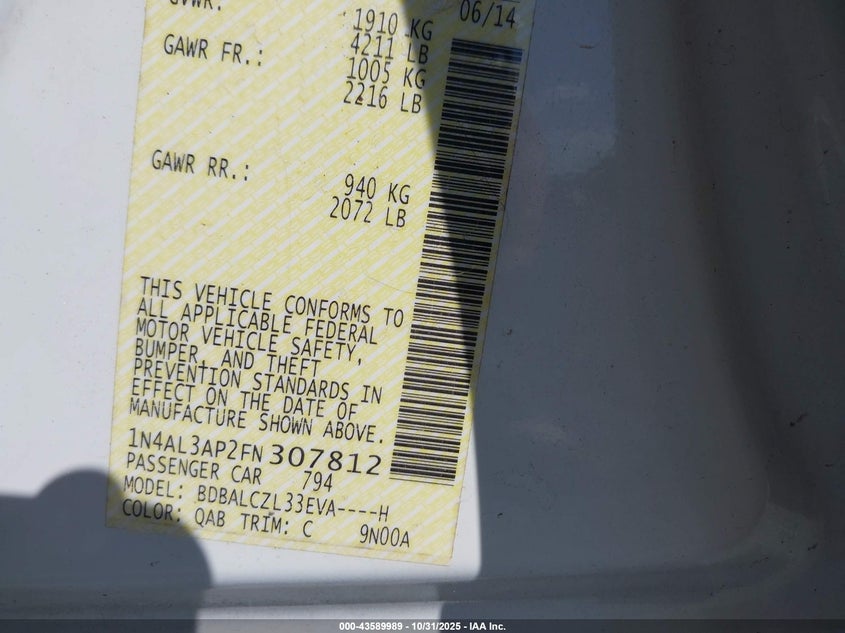 GVWR:
06/14
1910 KG
4211 LB
GAWR FR.:
1005 KG
2216 LB
GAWR RR.:
940 KG
2072 LB
THIS VEHICLE CONFORMS TO
ALL APPLICABLE FEDERAL
MOTOR VEHICLE SAFETY,
BUMPER, AND THEFT
PREVENTION STANDARDS IN
EFFECT ON THE DATE OF
MANUFACTURE SHOWN ABOVE.
1N4AL3AP2FN307812
PASSENGER CAR 794
MODEL: BDBALCZL33EVA----H
COLOR: QAB TRIM: C 9N00A
000-43589989 - 10/31/2025 - IAA Inc.